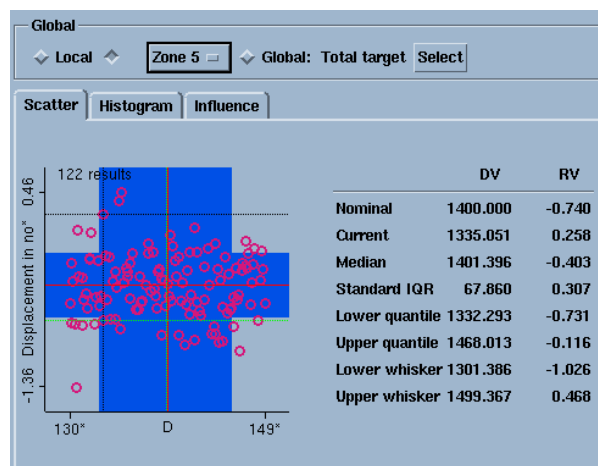 Global
Local Zone 5 Global: Total target Select
Scatter Histogram Influence
122 results
0.46
Displacement in no*
-1.36
130* D 149*
DV RV
Nominal 1400.000 -0.740
Current 1335.051 0.258
Median 1401.396 -0.403
Standard IQR 67.860 0.307
Lower quantile 1332.293 -0.731
Upper quantile 1468.013 -0.116
Lower whisker 1301.386 -1.026
Upper whisker 1499.367 0.468